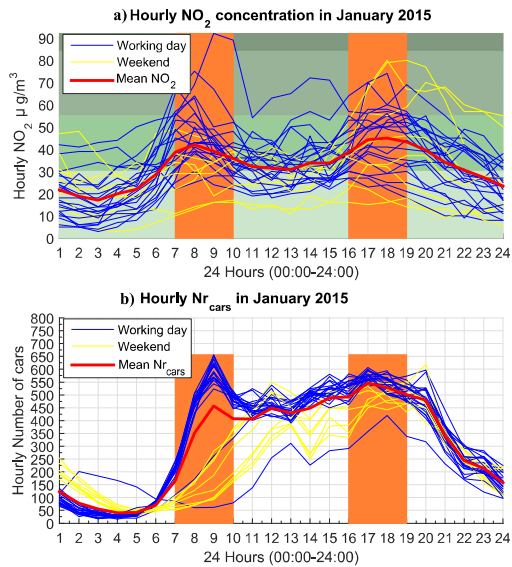 a) Hourly NO2 concentration in January 2015
Hourly NO2 μ g/m3
90
80
70
60
50
40
30
20
10
0
Working day
Weekend
Mean NO2
1 2 3 4 5 6 7 8 9 10 11 12 13 14 15 16 17 18 19 20 21 22 23 24
24 Hours (00:00-24:00)
b) Hourly Nrcars in January 2015
Hourly Number of cars
800
750
700
650
600
550
500
450
400
350
300
250
200
150
100
50
0
Working day
Weekend
Mean Nrcars
1 2 3 4 5 6 7 8 9 10 11 12 13 14 15 16 17 18 19 20 21 22 23 24
24 Hours (00:00-24:00)